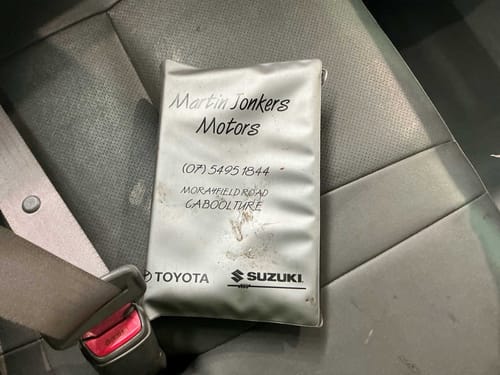 Martin Jonkers
Motors
(07) 5495 1844
MORAYFIELD ROAD
CABOOLTURE
TOYOTA
SUZUKI